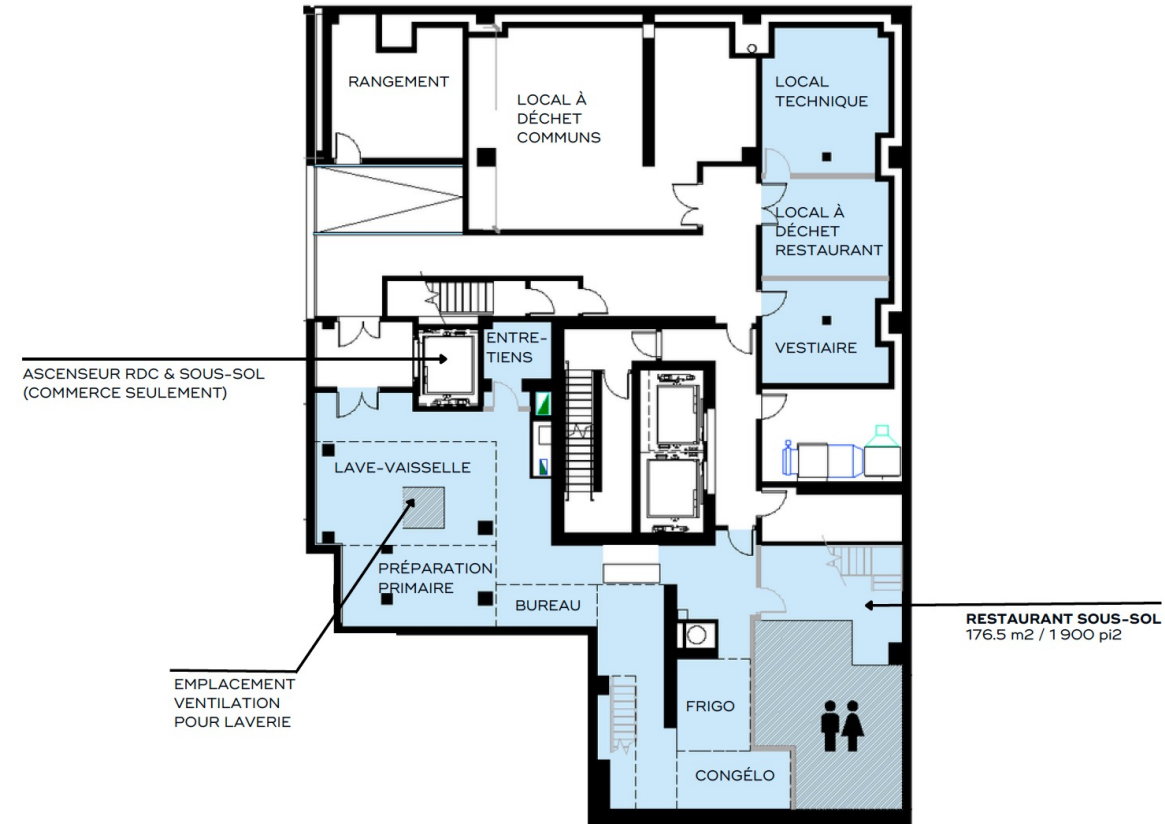 RANGEMENT
LOCAL À
DÉCHET
COMMUNS
LOCAL
TECHNIQUE
LOCAL À
DÉCHET
RESTAURANT
VESTIAIRE
ENTRE-
TIENS
ASCENSEUR RDC & SOUS-SOL
(COMMERCE SEULEMENT)
LAVE-VAISSELLE
PRÉPARATION
PRIMAIRE
BUREAU
RESTAURANT SOUS-SOL
176.5 m2 / 1 900 pi2
EMPLACEMENT
VENTILATION
POUR LAVERIE
FRIGO
CONGÉLO